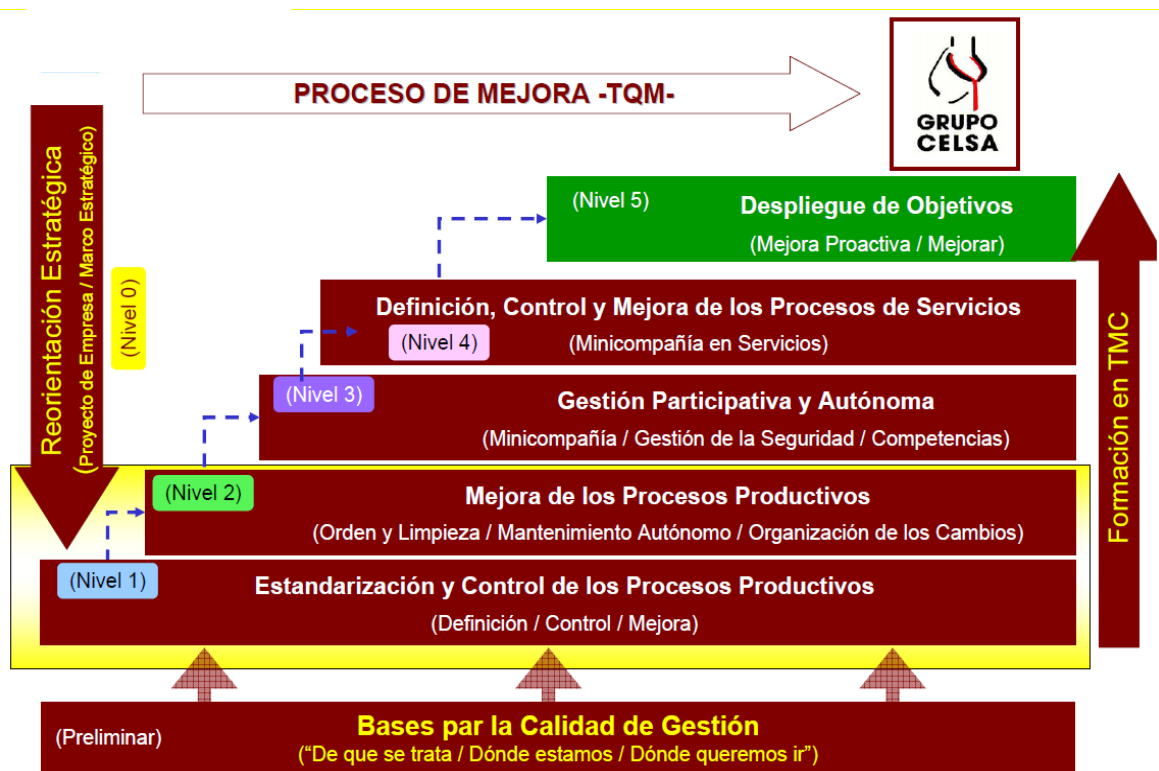 PROCESO DE MEJORA -TQM-
GRUPO
CELSA
Reorientación Estratégica
(Proyecto de Empresa / Marco Estratégico)
(Nivel 0)
(Nivel 5)
Despliegue de Objetivos
(Mejora Proactiva / Mejorar)
Definición, Control y Mejora de los Procesos de Servicios
(Nivel 4)
(Minicompañía en Servicios)
(Nivel 3)
Gestión Participativa y Autónoma
(Minicompañía / Gestión de la Seguridad / Competencias)
(Nivel 2)
Mejora de los Procesos Productivos
(Orden y Limpieza / Mantenimiento Autónomo / Organización de los Cambios)
(Nivel 1)
Estandarización y Control de los Procesos Productivos
(Definición / Control / Mejora)
Formación en TMC
(Preliminar)
Bases par la Calidad de Gestión
(“De que se trata / Dónde estamos / Dónde queremos ir”)